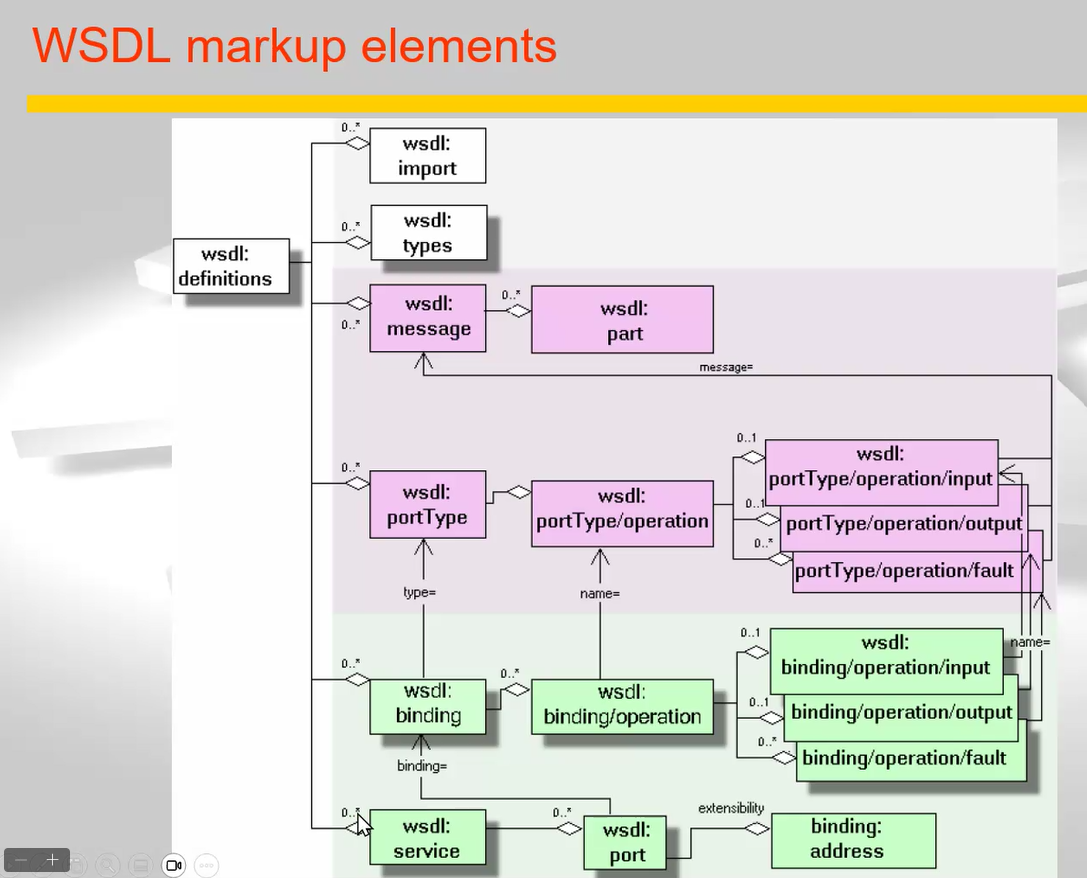 WSDL markup elements
0..*
wsdl:
import
0..*
wsdl:
types
wsdl:
definitions
wsdl:
message
0..*
0..*
wsdl:
part
message=
0..*
wsdl:
portType
wsdl:
portType/operation
0..1
wsdl:
portType/operation/input
0..1
portType/operation/output
0..*
portType/operation/fault
type=
name=
name=
0..*
wsdl:
binding
0..*
wsdl:
binding/operation
0..1
wsdl:
binding/operation/input
0..1
binding/operation/output
0..*
binding/operation/fault
binding=
0..*
wsdl:
service
0..*
wsdl:
port
extensibility
binding:
address